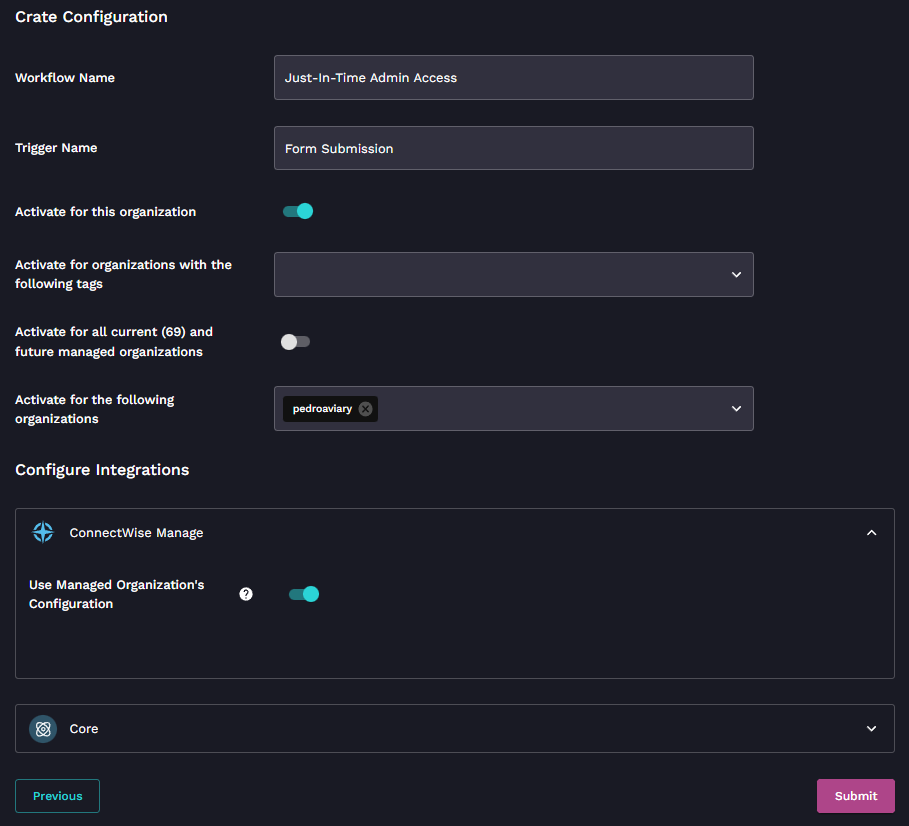 Crate Configuration
Workflow Name
Just-In-Time Admin Access
Trigger Name
Form Submission
Activate for this organization
Activate for organizations with the
following tags
Activate for all current (69) and
future managed organizations
Activate for the following
organizations
pedroaviary
Configure Integrations
ConnectWise Manage
Use Managed Organization's
Configuration
?
Core
Previous
Submit